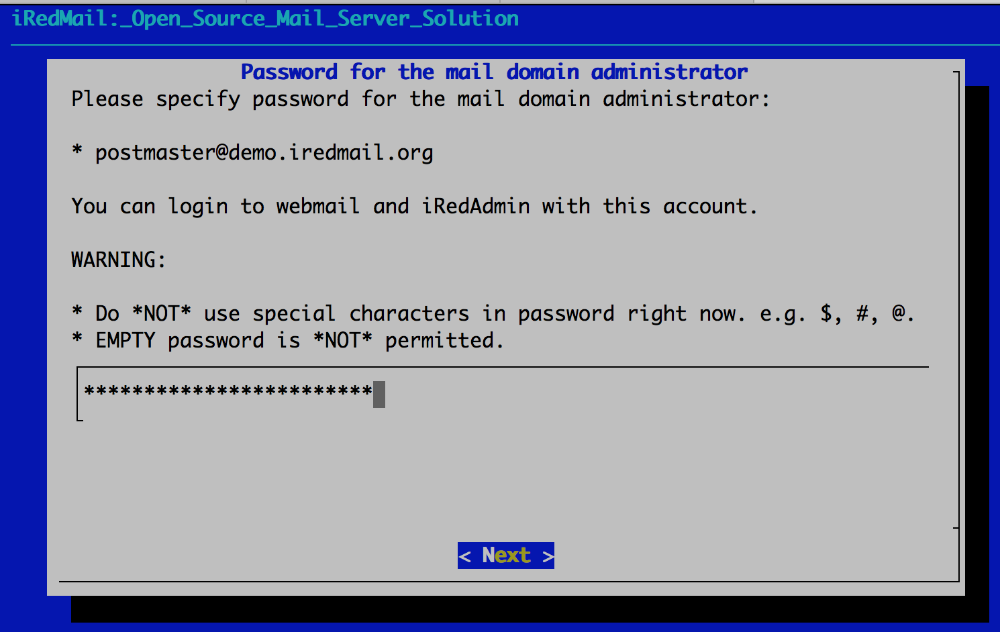 iRedMail:_Open_Source_Mail_Server_Solution
Password for the mail domain administrator
Please specify password for the mail domain administrator:
* postmaster@demo.iredmail.org
You can login to webmail and iRedAdmin with this account.
WARNING:
* Do *NOT* use special characters in password right now. e.g. $, #, @.
* EMPTY password is *NOT* permitted.
************************
< Next >